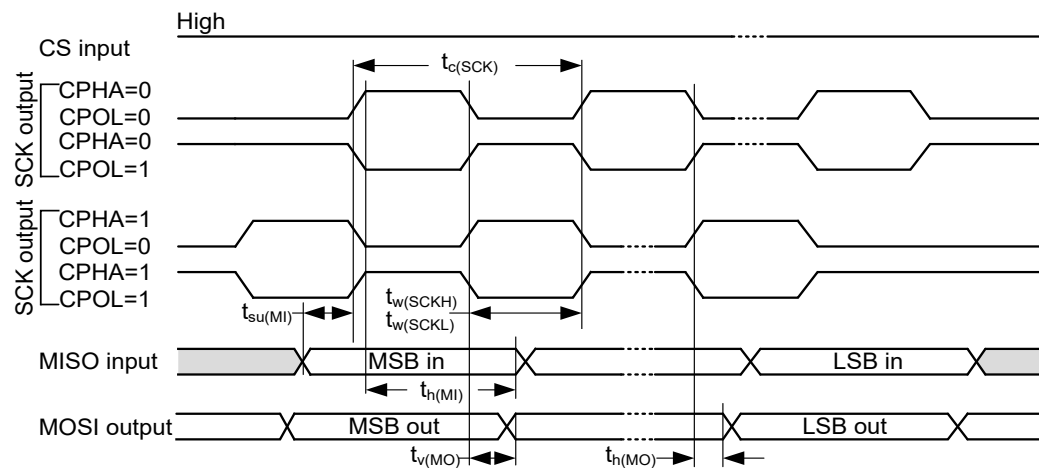 High
CS input
tc(SCK)
SCK output
CPHA=0
CPOL=0
CPHA=0
CPOL=1
SCK output
CPHA=1
CPOL=0
CPHA=1
CPOL=1
tsu(MI)
tw(SCKH)
tw(SCKL)
MISO input
MSB in
LSB in
th(MI)
MOSI output
MSB out
LSB out
tv(MO)
th(MO)